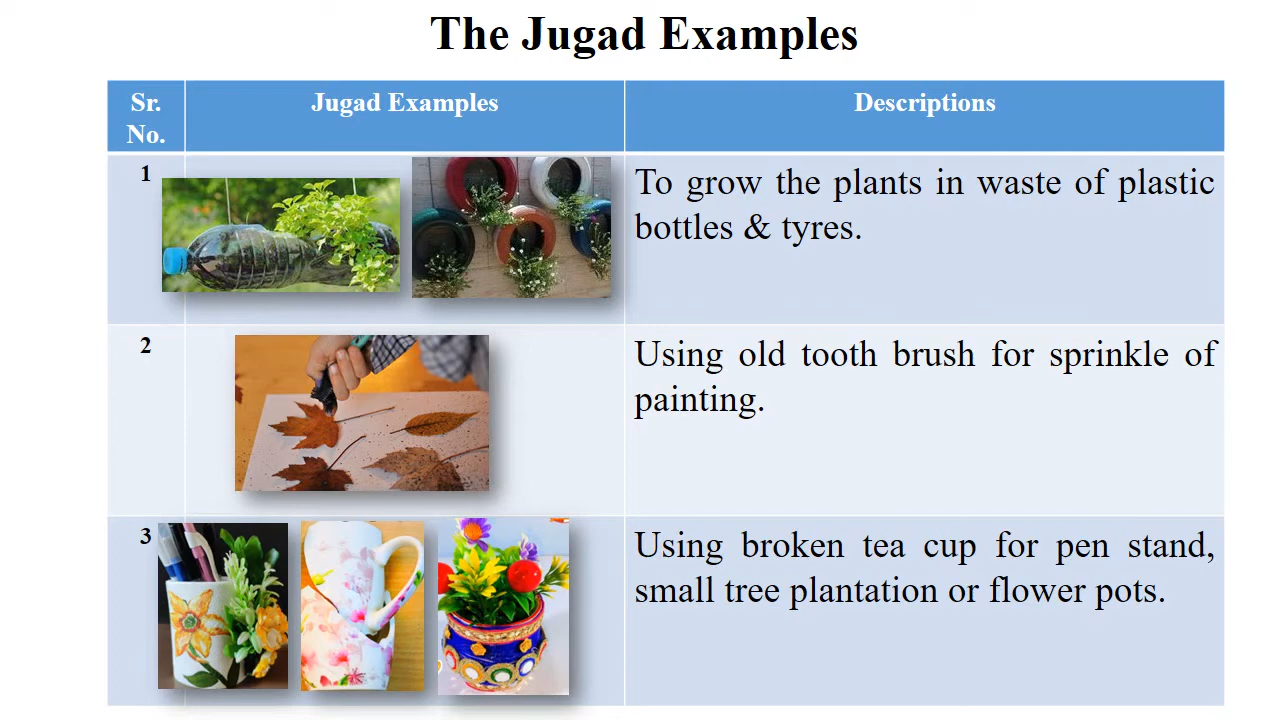 The Jugad Examples
Sr.
No.
Jugad Examples
Descriptions
1
To grow the plants in waste of plastic
bottles & tyres.
2
Using old tooth brush for sprinkle of
painting.
3
Using broken tea cup for pen stand,
small tree plantation or flower pots.